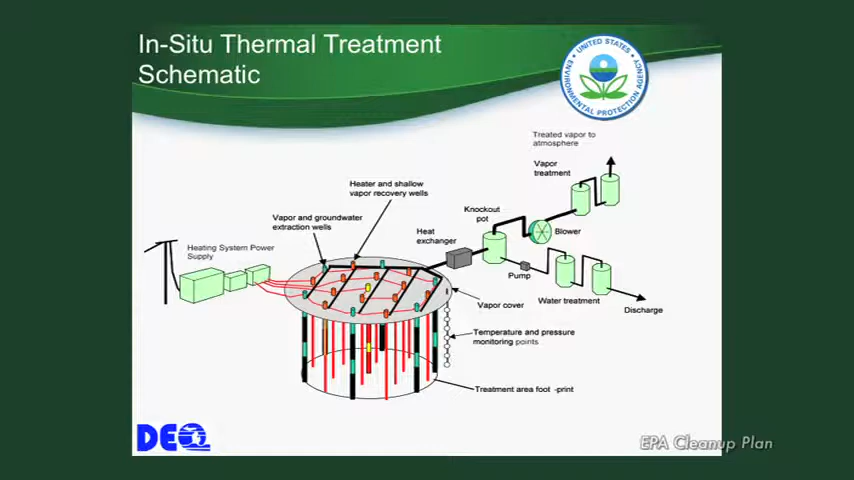 In-Situ Thermal Treatment
Schematic
UNITED STATES
ENVIRONMENTAL PROTECTION AGENCY
Treated vapor to
atmosphere
Vapor
treatment
Heater and shallow
vapor recovery wells
Knockout
pot
Vapor and groundwater
extraction wells
Heat
exchanger
Blower
Heating System Power
Supply
Pump
Water treatment
Vapor cover
Discharge
Temperature and pressure
monitoring points
Treatment area foot -print
DEQ
EPA Cleanup Plan